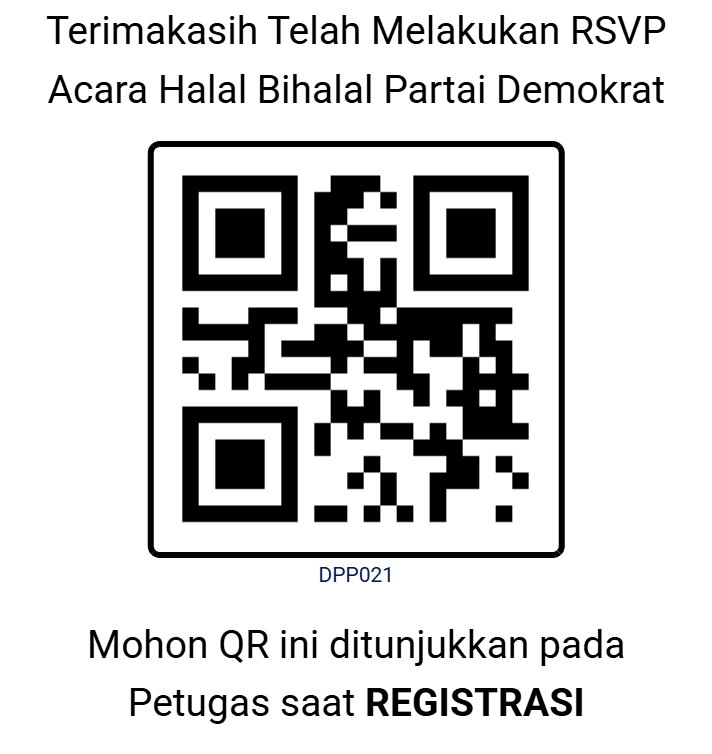 Terimakasih Telah Melakukan RSVP
Acara Halal Bihalal Partai Demokrat
DPP021
Mohon QR ini ditunjukkan pada
Petugas saat REGISTRASI